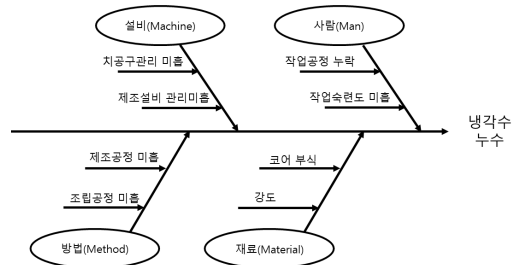 설비(Machine)
사람(Man)
치공구관리 미흡
작업공정 누락
제조설비 관리미흡
작업숙련도 미흡
냉각수
누수
제조공정 미흡
코어 부식
조립공정 미흡
강도
방법(Method)
재료(Material)